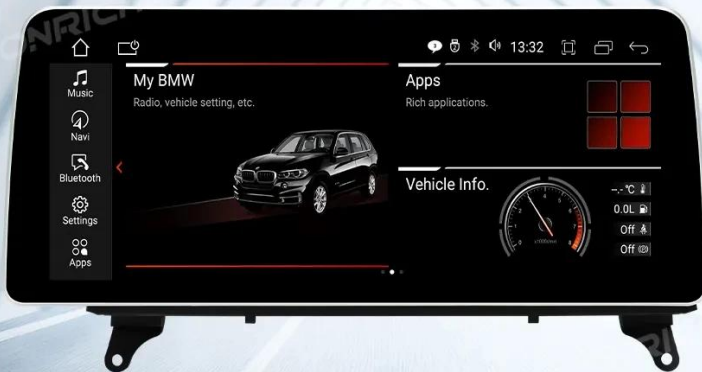 ONRICH
13:32
Music
Navi
Bluetooth
Settings
Apps
My BMW
Radio, vehicle setting, etc.
Apps
Rich applications.
Vehicle Info.
-.-℃
0.0L
Off
Off